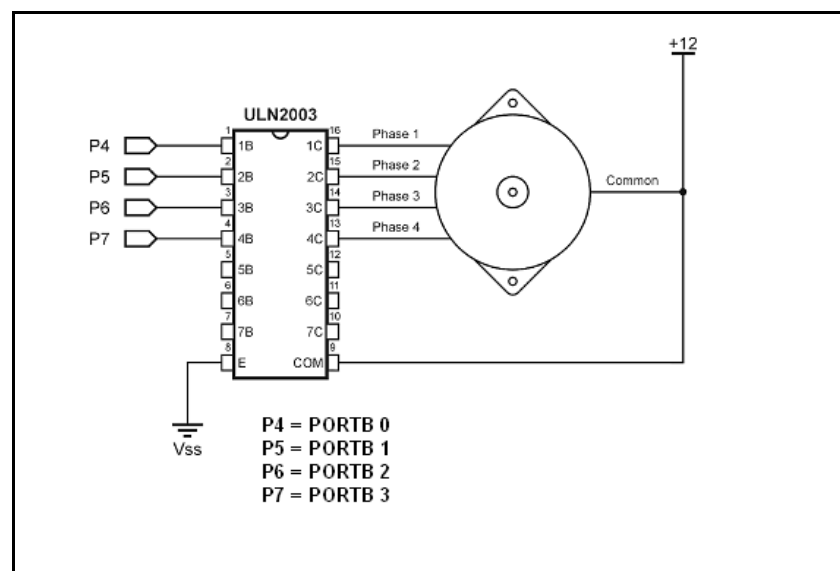 +12
ULN2003
1 16
P4 1B 1C Phase 1
2 15
P5 2B 2C Phase 2
3 14
P6 3B 3C Phase 3
Common
4 13
P7 4B 4C Phase 4
5 12
5B 5C
6 11
6B 6C
7 10
7B 7C
8 9
E COM
Vss
P4 = PORTB 0
P5 = PORTB 1
P6 = PORTB 2
P7 = PORTB 3